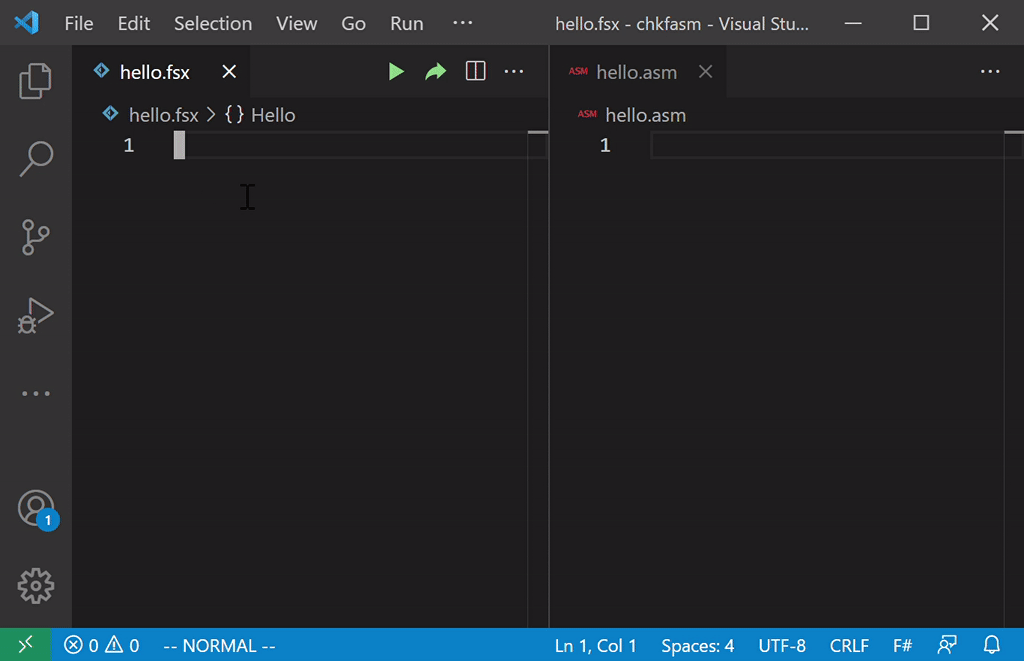 File Edit Selection View Go Run ··· hello.fsx - chkfasm - Visual Stu...
hello.fsx
ASM hello.asm
hello.fsx > {} Hello
ASM hello.asm
1
1
1
0 0 -- NORMAL -- Ln 1, Col 1 Spaces: 4 UTF-8 CRLF F#